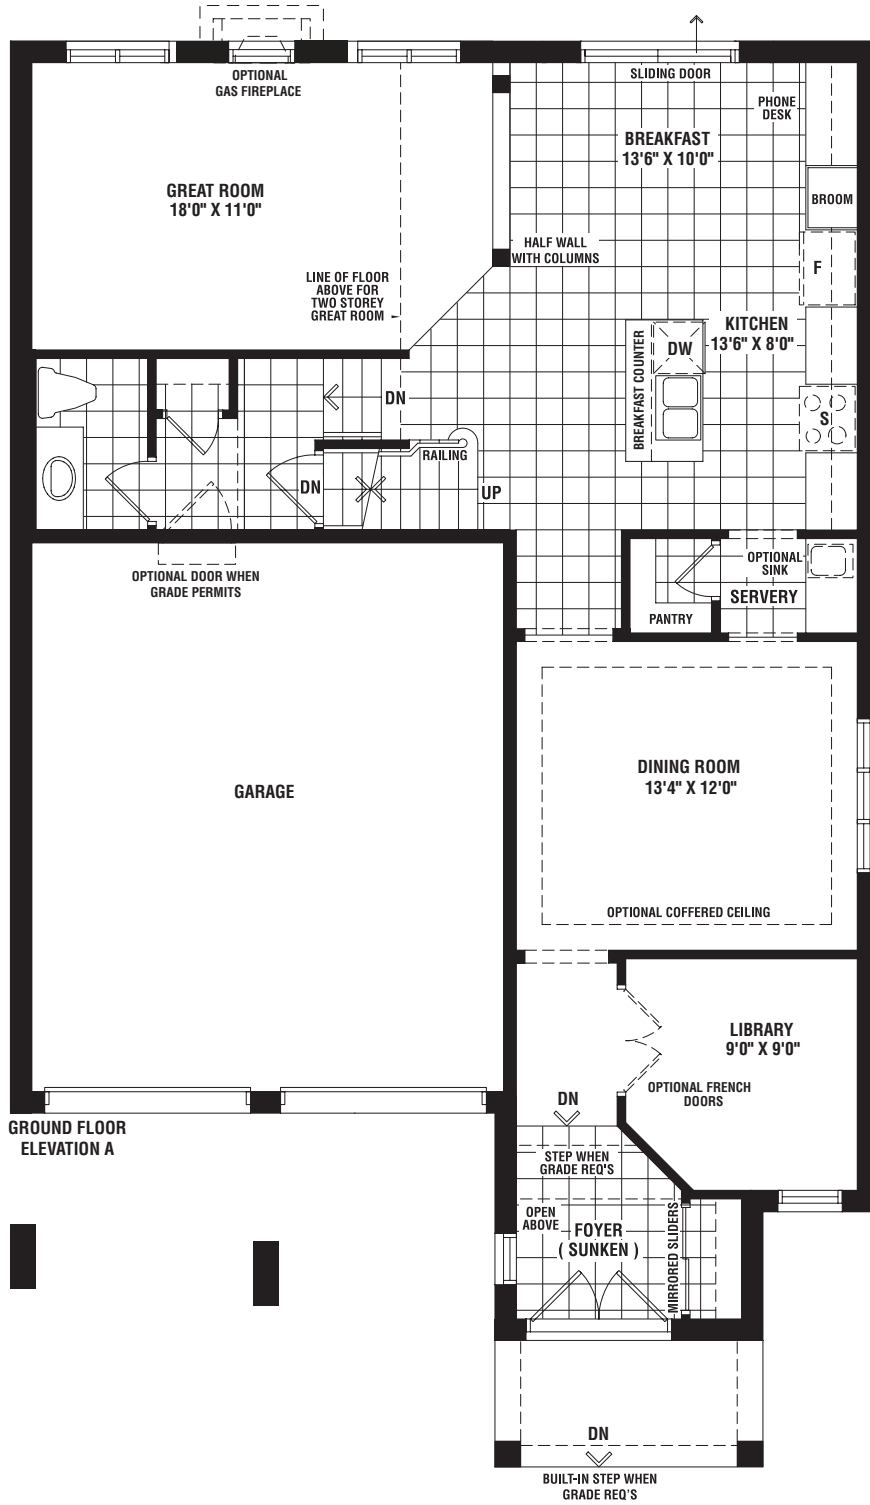 OPTIONAL
GAS FIREPLACE
SLIDING DOOR
PHONE
DESK
BREAKFAST
13'6" X 10'0"
GREAT ROOM
18'0" X 11'0"
BROOM
HALF WALL
WITH COLUMNS
F
LINE OF FLOOR
ABOVE FOR
TWO STOREY
GREAT ROOM
KITCHEN
13'6" X 8'0"
DW
BREAKFAST COUNTER
DN
S
RAILING
DN
UP
OPTIONAL DOOR WHEN
GRADE PERMITS
OPTIONAL
SINK
SERVERY
PANTRY
DINING ROOM
13'4" X 12'0"
GARAGE
OPTIONAL COFFERED CEILING
LIBRARY
9'0" X 9'0"
OPTIONAL FRENCH
DOORS
DN
GROUND FLOOR
ELEVATION A
STEP WHEN
GRADE REQ'S
OPEN
ABOVE
FOYER
( SUNKEN )
MIRRORED SLIDERS
DN
BUILT-IN STEP WHEN
GRADE REQ'S